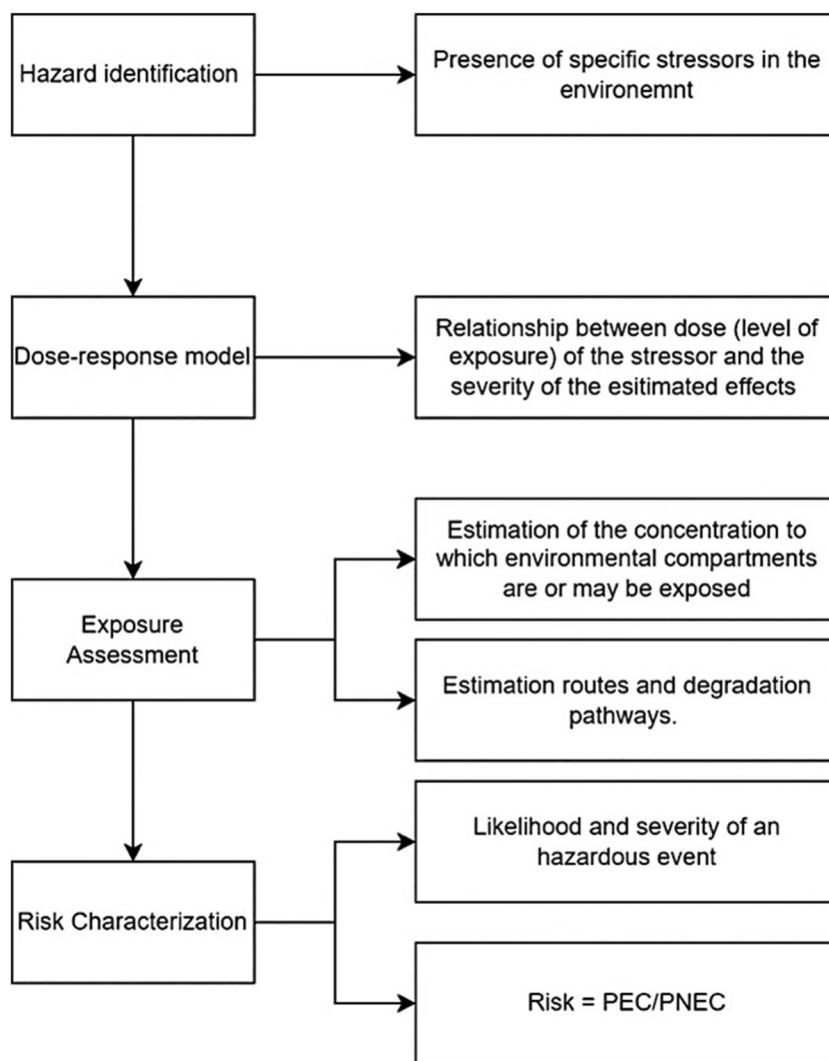 Hazard identification
Presence of specific stressors in the
environemnt
Dose-response model
Relationship between dose (level of
exposure) of the stressor and the
severity of the esitimated effects
Exposure
Assessment
Estimation of the concentration to
which environmental compartments
are or may be exposed
Estimation routes and degradation
pathways.
Risk Characterization
Likelihood and severity of an
hazardous event
Risk = PEC/PNEC